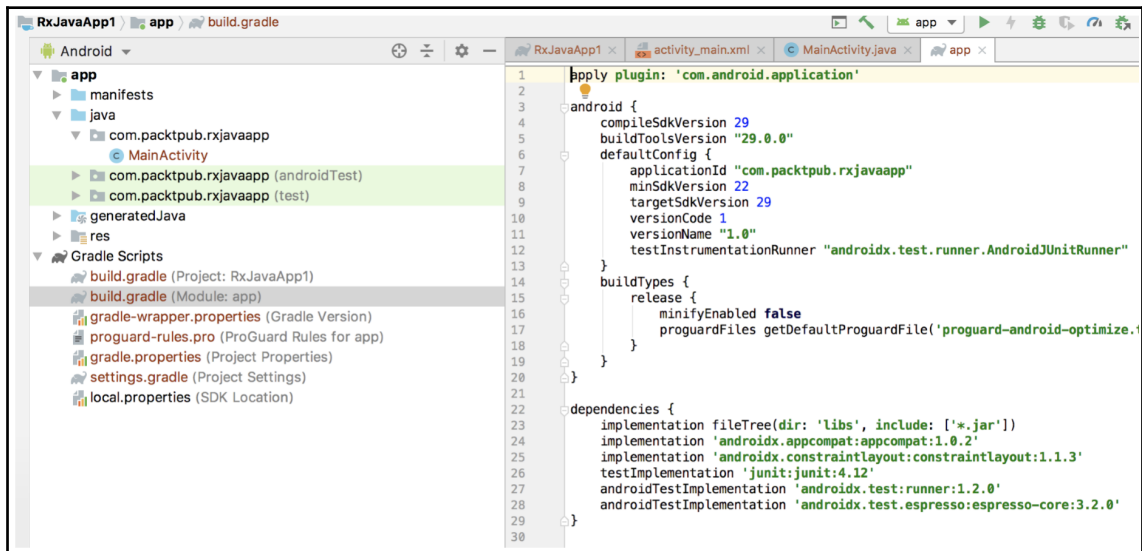 RxJavaApp1 app build.gradle app
Android
RxJavaApp1 activity_main.xml MainActivity.java app
app
manifests
java
com.packtpub.rxjavaapp
MainActivity
com.packtpub.rxjavaapp (androidTest)
com.packtpub.rxjavaapp (test)
generatedJava
res
Gradle Scripts
build.gradle (Project: RxJavaApp1)
build.gradle (Module: app)
gradle-wrapper.properties (Gradle Version)
proguard-rules.pro (ProGuard Rules for app)
gradle.properties (Project Properties)
settings.gradle (Project Settings)
local.properties (SDK Location)
1 apply plugin: 'com.android.application'
2
3 android {
4 compileSdkVersion 29
5 buildToolsVersion "29.0.0"
6 defaultConfig {
7 applicationId "com.packtpub.rxjavaapp"
8 minSdkVersion 22
9 targetSdkVersion 29
10 versionCode 1
11 versionName "1.0"
12 testInstrumentationRunner "androidx.test.runner.AndroidJUnitRunner"
13 }
14 buildTypes {
15 release {
16 minifyEnabled false
17 proguardFiles getDefaultProguardFile('proguard-android-optimize.
18 }
19 }
20 }
21
22 dependencies {
23 implementation fileTree(dir: 'libs', include: ['*.jar'])
24 implementation 'androidx.appcompat:appcompat:1.0.2'
25 implementation 'androidx.constraintlayout:constraintlayout:1.1.3'
26 testImplementation 'junit:junit:4.12'
27 androidTestImplementation 'androidx.test:runner:1.2.0'
28 androidTestImplementation 'androidx.test.espresso:espresso-core:3.2.0'
29 }
30